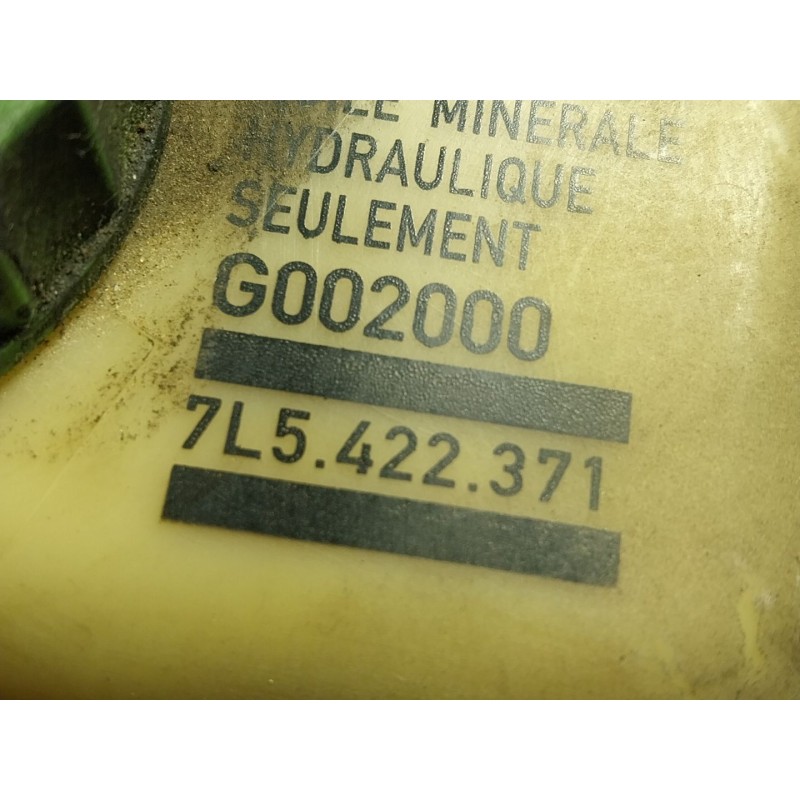 MINERALE
HYDRAULIQUE
SEULEMENT
G002000
7L5.422.371